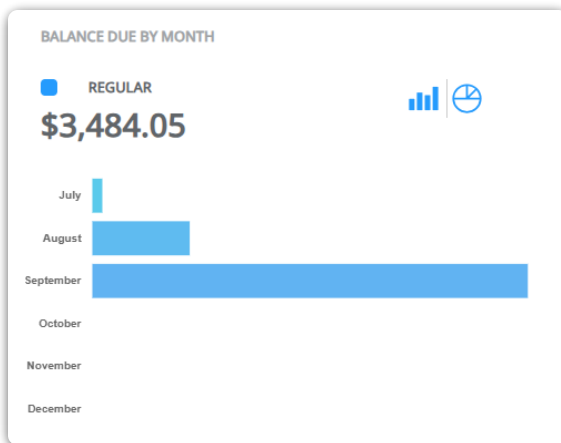 BALANCE DUE BY MONTH
REGULAR
$3,484.05
July
August
September
October
November
December